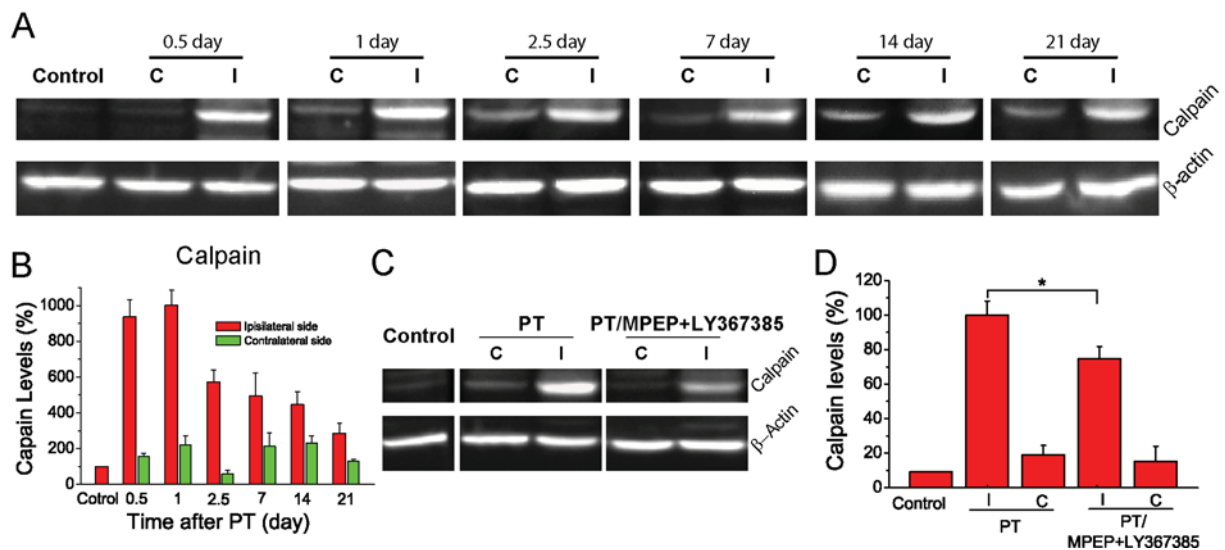 A
0.5 day
1 day
2.5 day
7 day
14 day
21 day
Control
C
I
C
I
C
I
C
I
C
I
C
I
Calpain
β-actin
B
Calpain
Capain Levels (%)
1000
800
600
400
200
0
Ipisilateral side
Contralateral side
Cotrol
0.5
1
2.5
7
14
21
Time after PT (day)
C
Control
PT
PT/MPEP+LY367385
C
I
C
I
Calpain
β-Actin
D
Calpain levels (%)
120
100
80
60
40
20
0
*
Control
I
C
I
C
PT
PT/
MPEP+LY367385